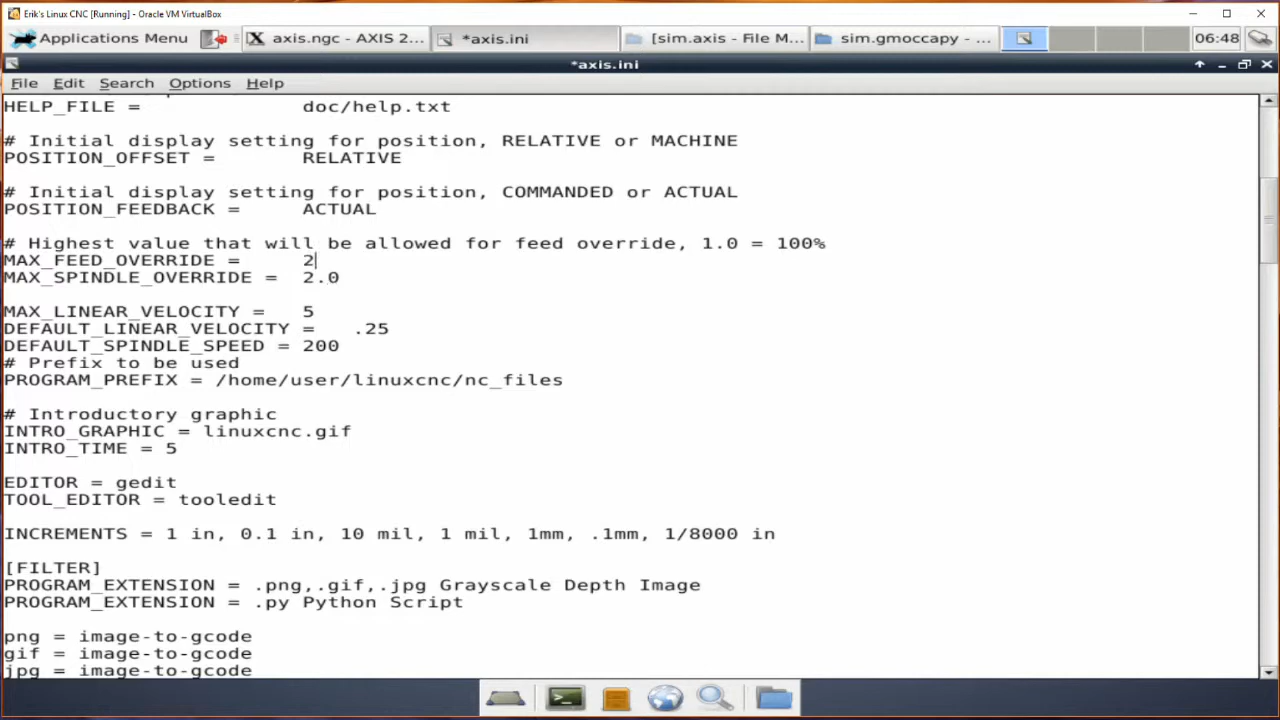 Erik's Linux CNC [Running] - Oracle VM VirtualBox
Applications Menu
axis.ngc - AXIS 2...
*axis.ini
[sim.axis - File M...
sim.gmoccapy - ...
06:48
*axis.ini
File Edit Search Options Help
HELP_FILE = doc/help.txt
# Initial display setting for position, RELATIVE or MACHINE
POSITION_OFFSET = RELATIVE
# Initial display setting for position, COMMANDED or ACTUAL
POSITION_FEEDBACK = ACTUAL
# Highest value that will be allowed for feed override, 1.0 = 100%
MAX_FEED_OVERRIDE = 2
MAX_SPINDLE_OVERRIDE = 2.0
MAX_LINEAR_VELOCITY = 5
DEFAULT_LINEAR_VELOCITY = .25
DEFAULT_SPINDLE_SPEED = 200
# Prefix to be used
PROGRAM_PREFIX = /home/user/linuxcnc/nc_files
# Introductory graphic
INTRO_GRAPHIC = linuxcnc.gif
INTRO_TIME = 5
EDITOR = gedit
TOOL_EDITOR = tooledit
INCREMENTS = 1 in, 0.1 in, 10 mil, 1 mil, 1mm, .1mm, 1/8000 in
[FILTER]
PROGRAM_EXTENSION = .png,.gif,.jpg Grayscale Depth Image
PROGRAM_EXTENSION = .py Python Script
png = image-to-gcode
gif = image-to-gcode
jpg = image-to-gcode